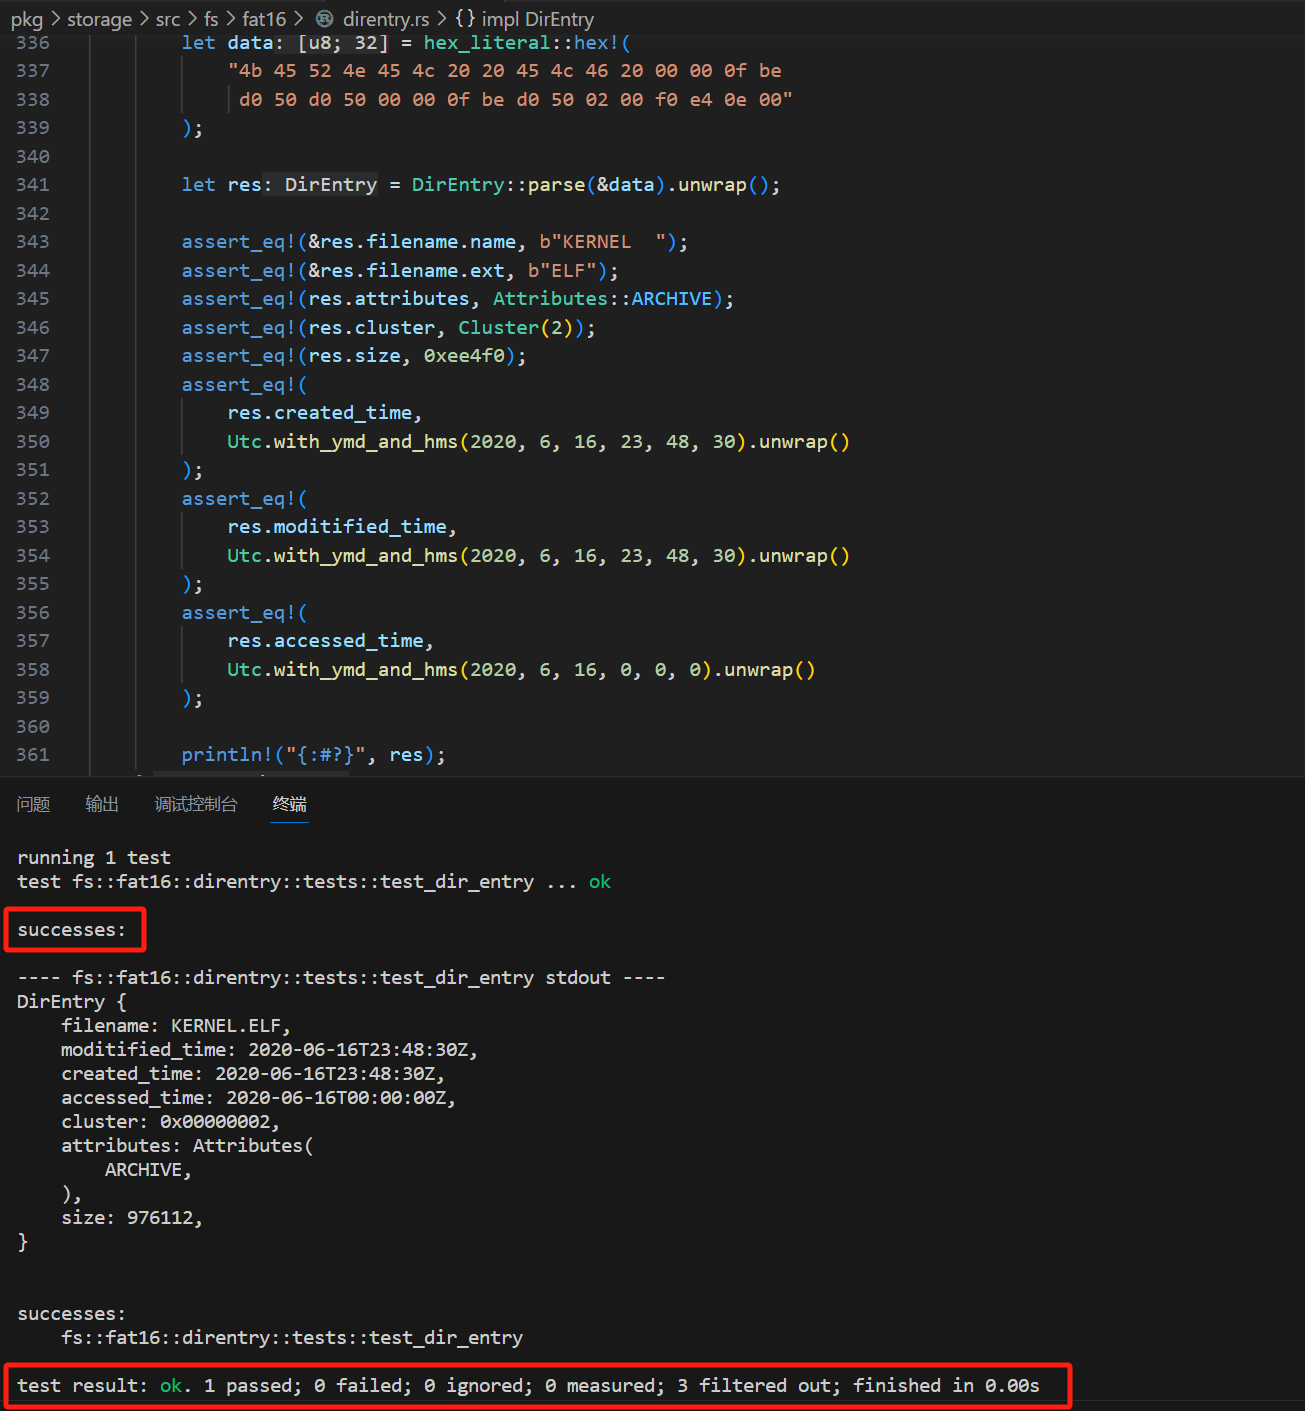 pkg > storage > src > fs > fat16 > direntry.rs > {} impl DirEntry
336 let data: [u8; 32] = hex_literal::hex!(
337 "4b 45 52 4e 45 4c 20 20 45 4c 46 20 00 00 0f be
338 d0 50 d0 50 00 00 0f be d0 50 02 00 f0 e4 0e 00"
339 );
340
341 let res: DirEntry = DirEntry::parse(&data).unwrap();
342
343 assert_eq!(&res.filename.name, b"KERNEL  ");
344 assert_eq!(&res.filename.ext, b"ELF");
345 assert_eq!(res.attributes, Attributes::ARCHIVE);
346 assert_eq!(res.cluster, Cluster(2));
347 assert_eq!(res.size, 0xee4f0);
348 assert_eq!(
349 res.created_time,
350 Utc.with_ymd_and_hms(2020, 6, 16, 23, 48, 30).unwrap()
351 );
352 assert_eq!(
353 res.moditified_time,
354 Utc.with_ymd_and_hms(2020, 6, 16, 23, 48, 30).unwrap()
355 );
356 assert_eq!(
357 res.accessed_time,
358 Utc.with_ymd_and_hms(2020, 6, 16, 0, 0, 0).unwrap()
359 );
360
361 println!("{:#?}", res);
问题 输出 调试控制台 终端
running 1 test
test fs::fat16::direntry::tests::test_dir_entry ... ok
successes:
---- fs::fat16::direntry::tests::test_dir_entry stdout ----
DirEntry {
filename: KERNEL.ELF,
moditified_time: 2020-06-16T23:48:30Z,
created_time: 2020-06-16T23:48:30Z,
accessed_time: 2020-06-16T00:00:00Z,
cluster: 0x00000002,
attributes: Attributes(
ARCHIVE,
),
size: 976112,
}
successes:
fs::fat16::direntry::tests::test_dir_entry
test result: ok. 1 passed; 0 failed; 0 ignored; 0 measured; 3 filtered out; finished in 0.00s